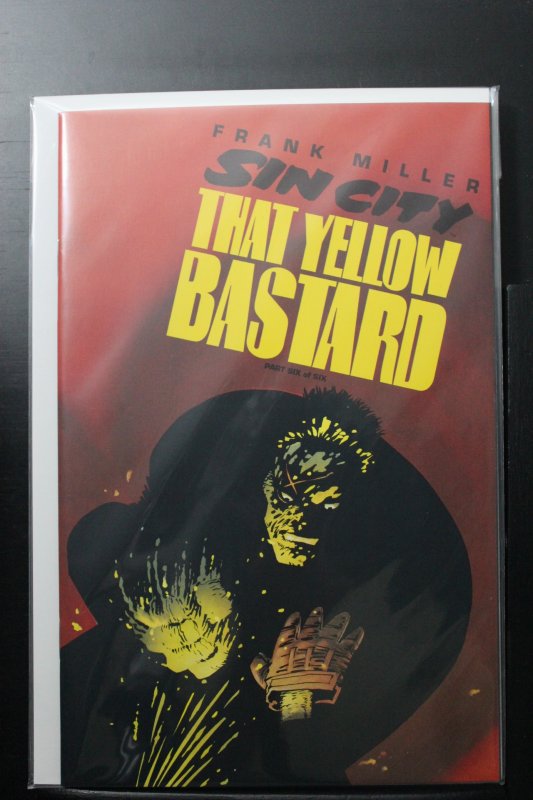 FRANK MILLER
SIN CITY
THAT YELLOW
BASTARD
PART SIX of SIX